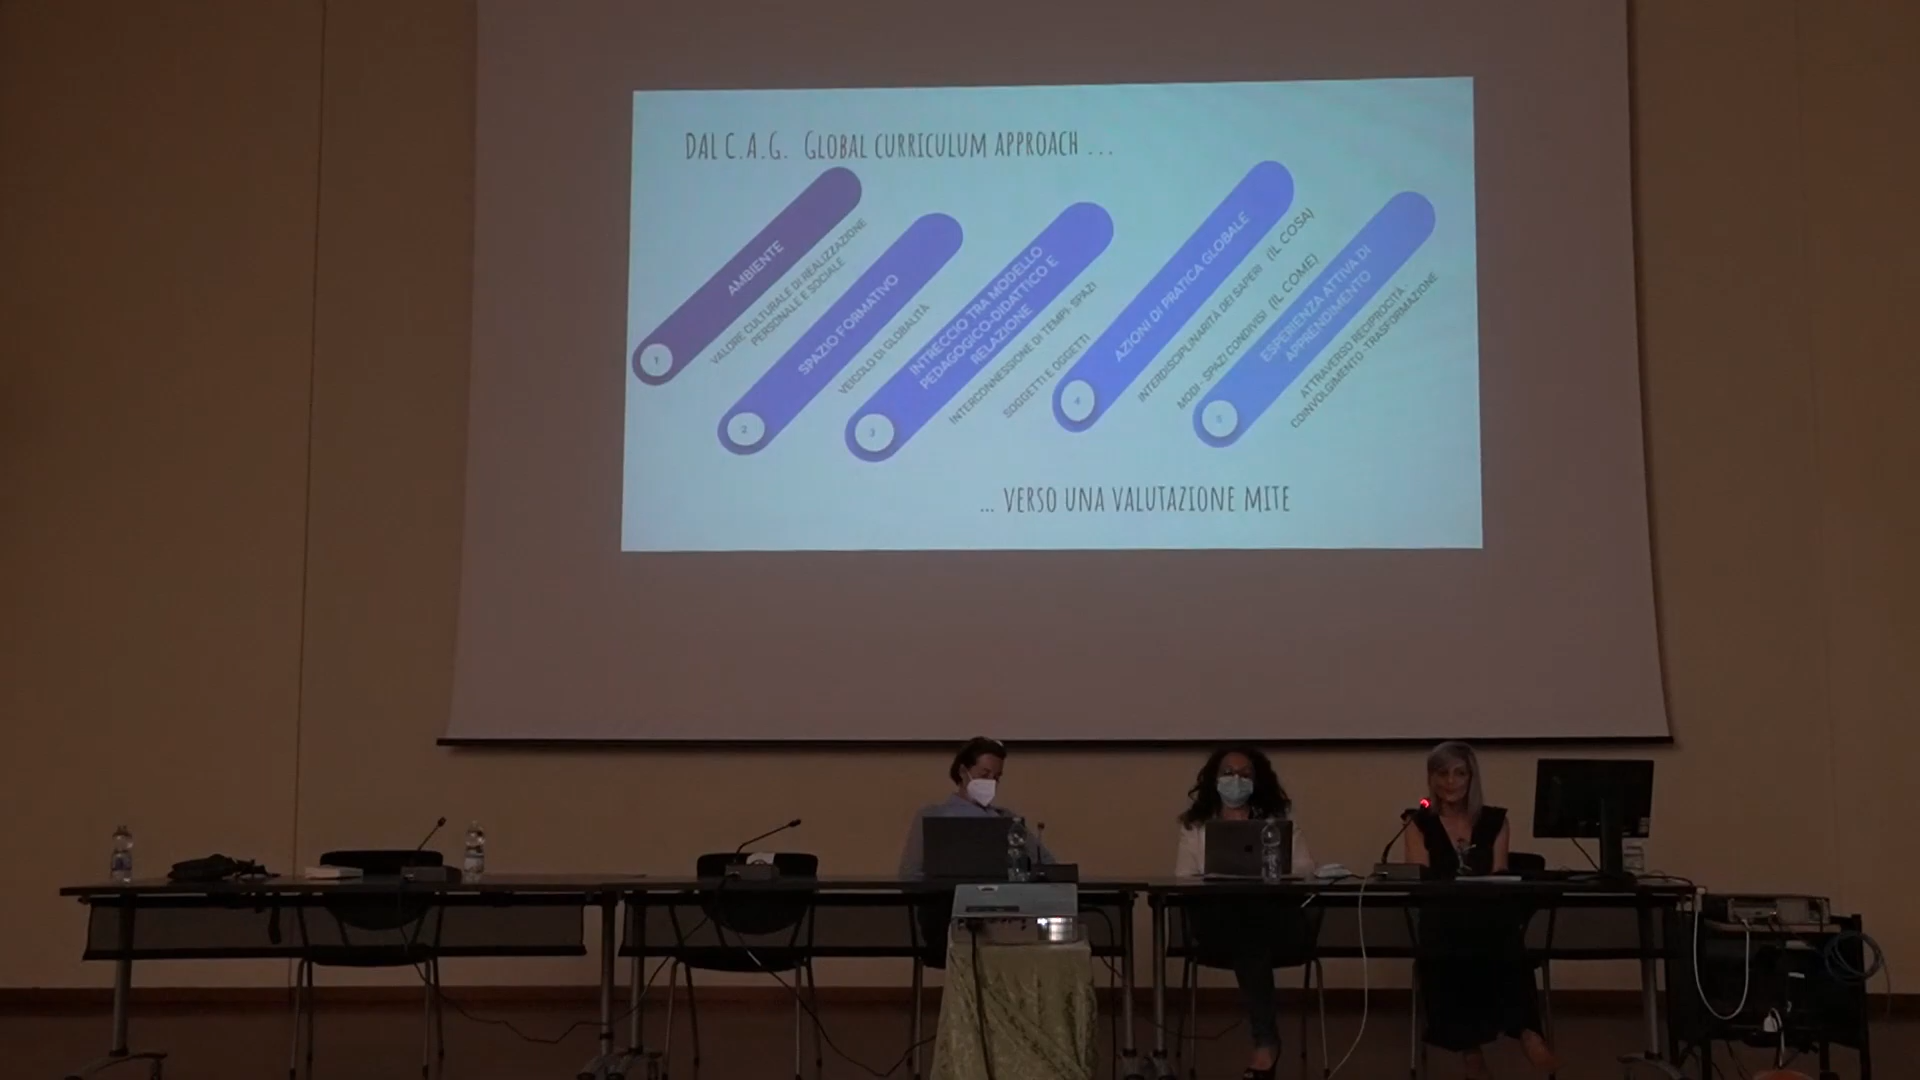 DAL C.A.G. GLOBAL CURRICULUM APPROACH ...
1
AMBIENTE
VALORE CULTURALE DI REALIZZAZIONE
PERSONALE E SOCIALE
2
SPAZIO FORMATIVO
VEICOLO DI GLOBALITÀ
3
INTRECCIO TRA MODELLO
PEDAGOGICO-DIDATTICO E
RELAZIONE
INTERCONNESSIONE DI TEMPI- SPAZI
SOGGETTI E OGGETTI
4
AZIONI DI PRATICA GLOBALE
INTERDISCIPLINARITÀ DEI SAPERI (IL COSA)
MODI - SPAZI CONDIVISI (IL COME)
5
ESPERIENZA ATTIVA DI
APPRENDIMENTO
ATTRAVERSO RECIPROCITÀ -
COINVOLGIMENTO -TRASFORMAZIONE
... VERSO UNA VALUTAZIONE MITE